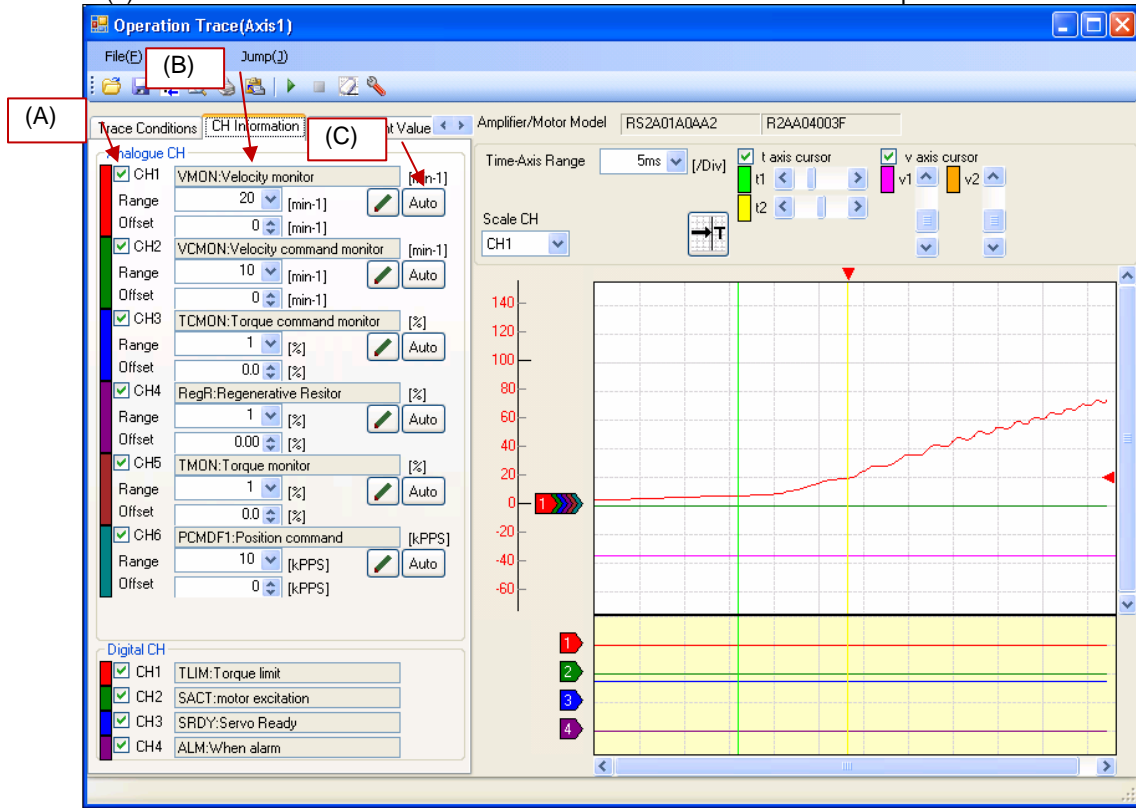 Operation Trace(Axis1)
File(F) Jump(J)
(B)
(A)
(C)
Trace Conditions CH Information t Value
Amplifier/Motor Model RS2A01A0AA2 R2AA04003F
Analogue CH
CH1 VMON:Velocity monitor [min-1]
Range 20 [min-1] Auto
Offset 0 [min-1]
CH2 VCMON:Velocity command monitor [min-1]
Range 10 [min-1] Auto
Offset 0 [min-1]
CH3 TCMON:Torque command monitor [%]
Range 1 [%] Auto
Offset 0.0 [%]
CH4 RegR:Regenerative Resitor [%]
Range 1 [%] Auto
Offset 0.00 [%]
CH5 TMON:Torque monitor [%]
Range 1 [%] Auto
Offset 0.0 [%]
CH6 PCMDF1:Position command [kPPS]
Range 10 [kPPS] Auto
Offset 0 [kPPS]
Digital CH
CH1 TLIM:Torque limit
CH2 SACT:motor excitation
CH3 SRDY:Servo Ready
CH4 ALM:When alarm
Time-Axis Range 5ms [/Div]
t axis cursor
t1
t2
v axis cursor
v1 v2
Scale CH
CH1
T
140
120
100
80
60
40
20
0 1
-20
-40
-60
1
2
3
4